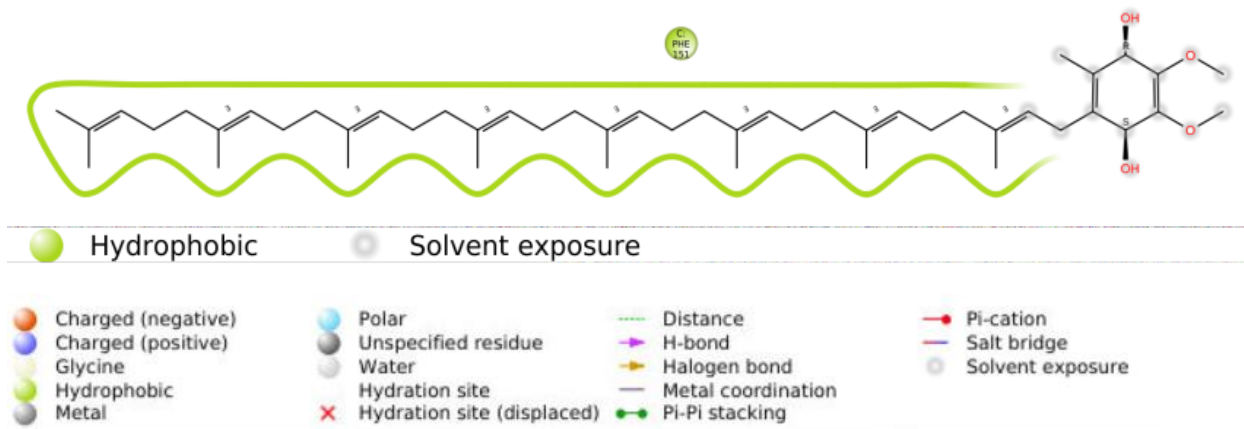 C:
PHE
151
OH
R
O
O
S
OH
Hydrophobic Solvent exposure
Charged (negative) Polar Distance Pi-cation
Charged (positive) Unspecified residue H-bond Salt bridge
Glycine Water Halogen bond Solvent exposure
Hydrophobic Hydration site Metal coordination
Metal Hydration site (displaced) Pi-Pi stacking